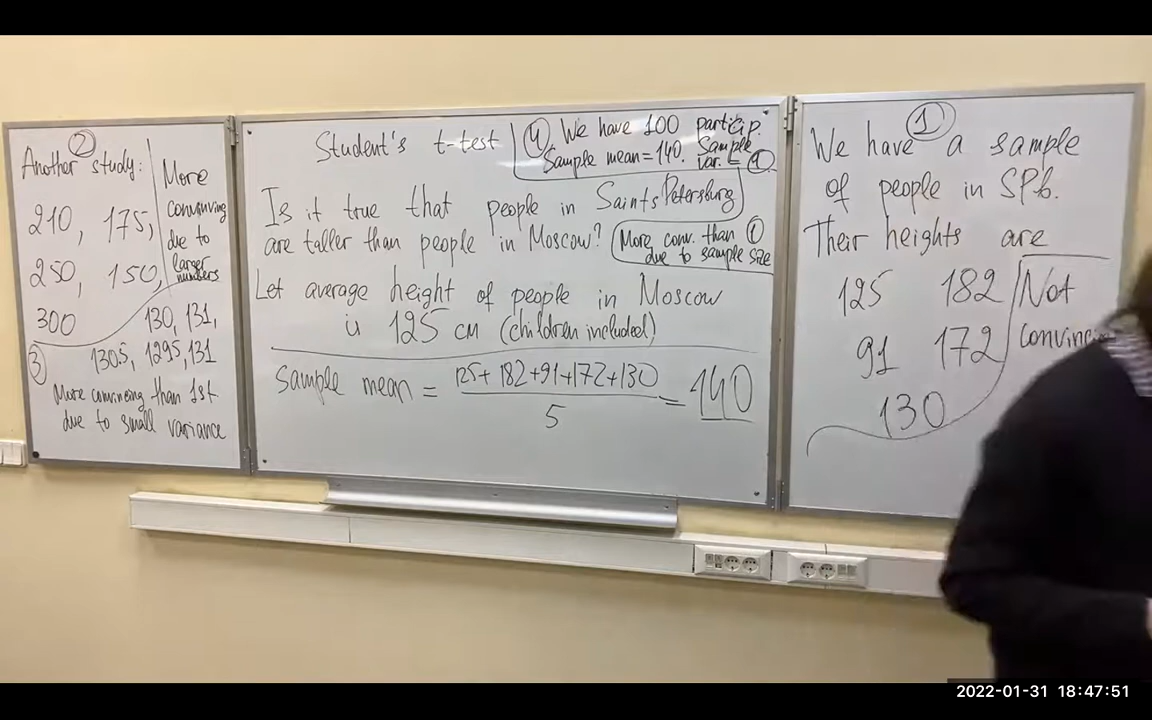 ②
Another study:
210, 175,
250, 150,
300
More
convinving
due to
larger
numbers
③
130, 131,
130.5, 129.5, 131
More convincing than 1st
due to small variance
Student's t-test
④ We have 100 particip.
Sample mean = 140. Sample
var. = ①
More conv. than ①
due to sample size
Is it true that people in Saints Petersburg
are taller than people in Moscow?
Let average height of people in Moscow
is 125 cm (children included)
Sample mean = 125+182+91+172+130 = 140
5
①
We have a sample
of people in SPb.
Their heights are
125 182
91 172
130
Not
2022-01-31 18:47:51